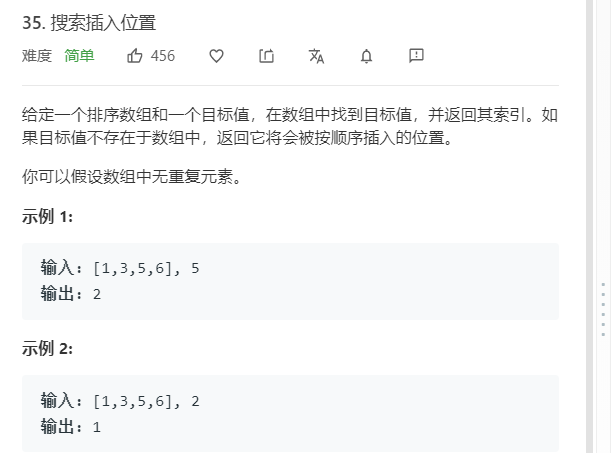 35. 搜索插入位置
难度 简单 456
给定一个排序数组和一个目标值，在数组中找到目标值，并返回其索引。如
果目标值不存在于数组中，返回它将会被按顺序插入的位置。
你可以假设数组中无重复元素。
示例 1:
输入: [1,3,5,6], 5
输出: 2
示例 2:
输入: [1,3,5,6], 2
输出: 1